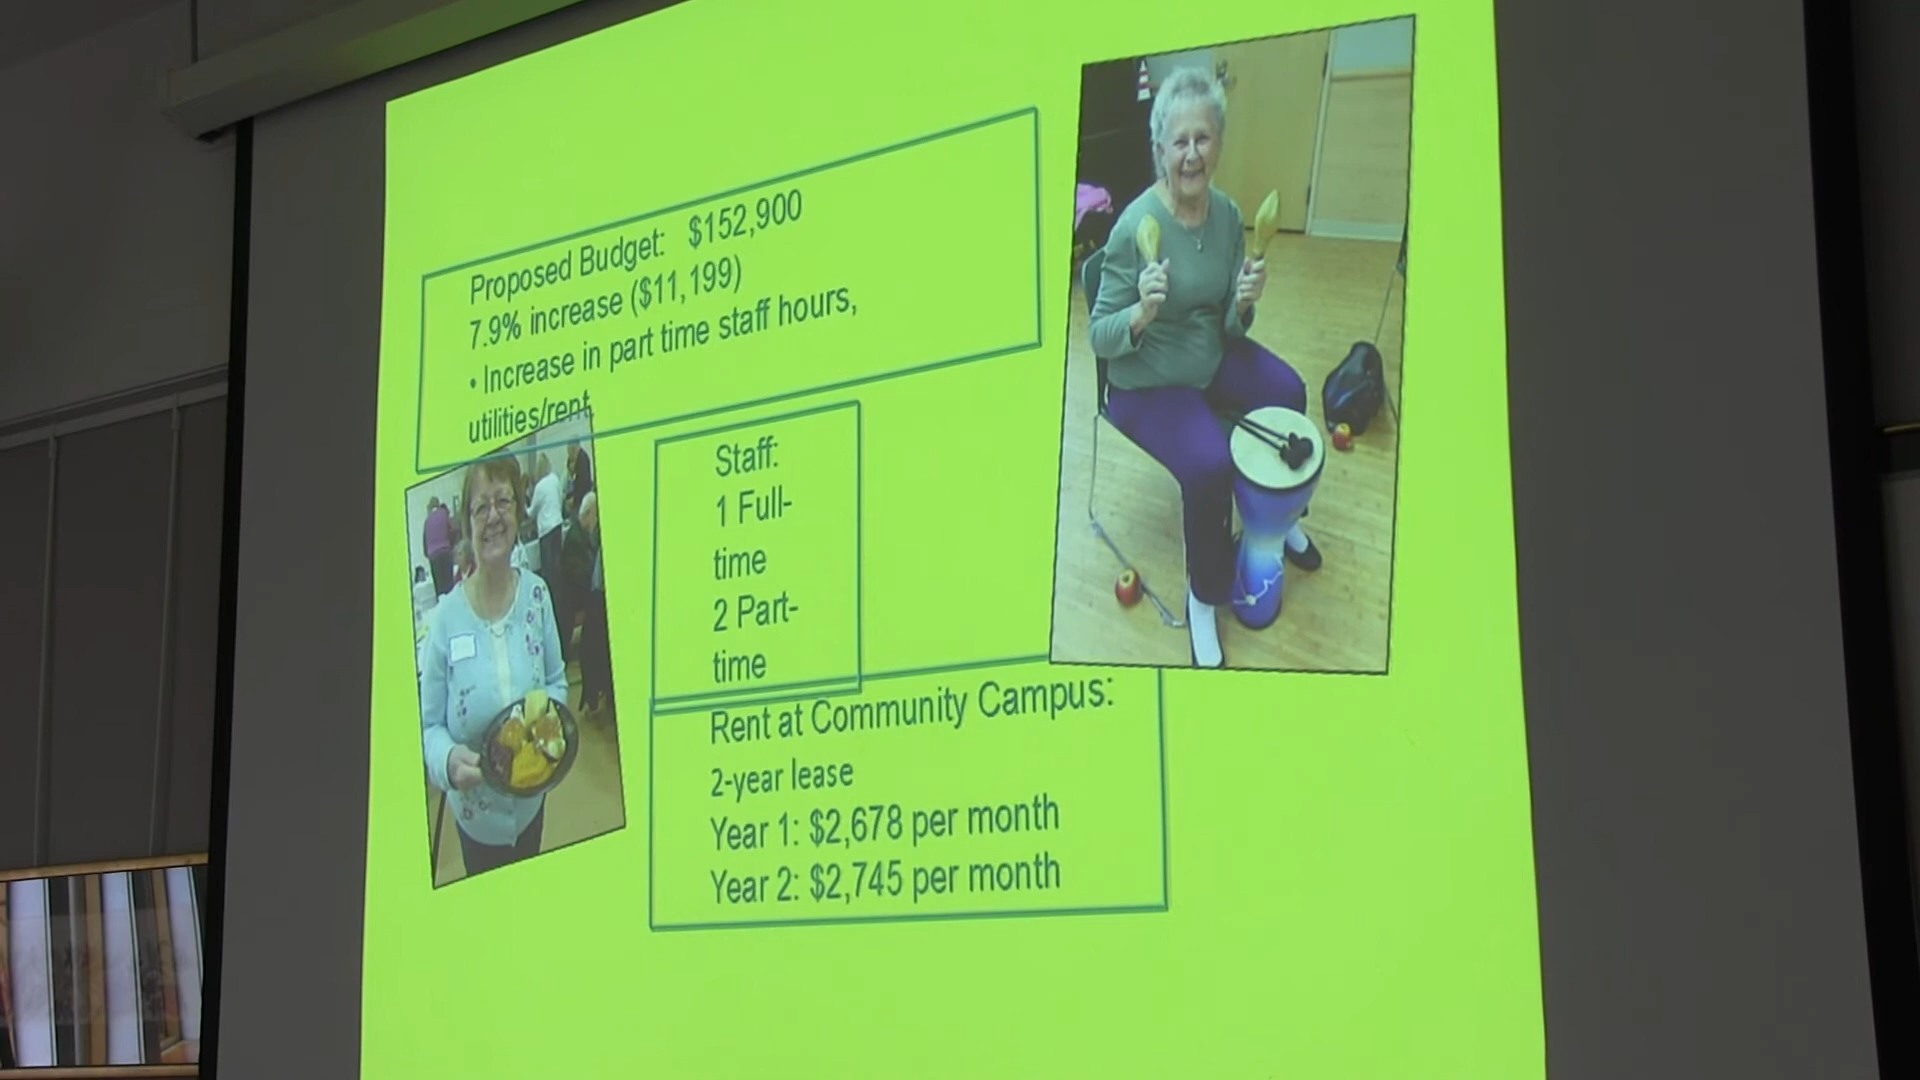 Proposed Budget: $152,900
7.9% increase ($11,199)
• Increase in part time staff hours,
utilities/rent
Staff:
1 Full-
time
2 Part-
time
Rent at Community Campus:
2-year lease
Year 1: $2,678 per month
Year 2: $2,745 per month